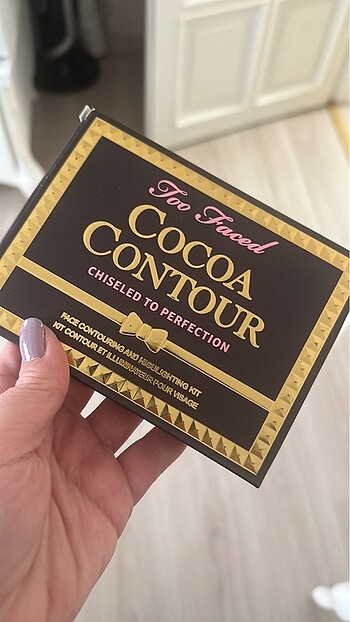 Too Faced
COCOA
CONTOUR
CHISELED TO PERFECTION
FACE CONTOURING AND HIGHLIGHTING KIT
KIT CONTOUR ET ILLUMINATEUR POUR VISAGE